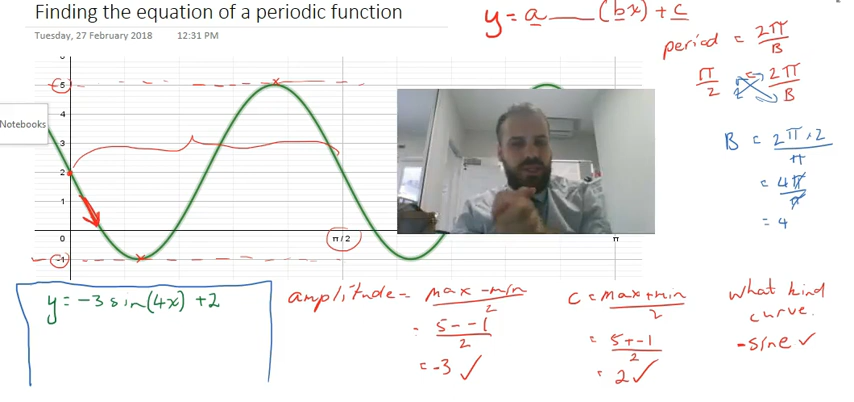 Finding the equation of a periodic function
Tuesday, 27 February 2018 12:31 PM
y = a ___ (bx) + c
period = 2π/B
π/2 = 2π/B
B = 2π×2/π
= 4π/π
= 4
Notebooks
5
4
3
2
1
0
-1
π / 2
π
y = -3 sin(4x) + 2
amplitude = max - min/2
= 5 - -1/2
= -3 ✓
c = max + min/2
= 5 + -1/2
= 2 ✓
what kind
curve.
-sine ✓